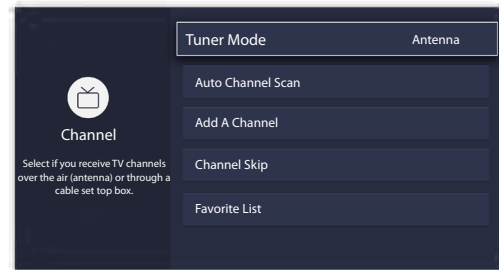 Tuner Mode Antenna
Auto Channel Scan
Add A Channel
Channel Skip
Favorite List
Channel
Select if you receive TV channels
over the air (antenna) or through a
cable set top box.